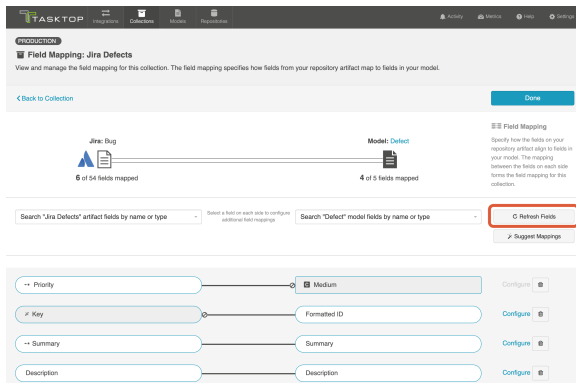 TASKTOP
Integrations
Collections
Models
Repositories
Activity
Metrics
Help
Settings
PRODUCTION
Field Mapping: Jira Defects
View and manage the field mapping for this collection. The field mapping specifies how fields from your repository artifact map to fields in your model.
Back to Collection
Done
Jira: Bug
Model: Defect
6 of 54 fields mapped
4 of 5 fields mapped
Field Mapping
Specify how the fields on your
repository artifact align to fields in
your model. The mapping
between the fields on each side
forms the field mapping for this
collection.
Search "Jira Defects" artifact fields by name or type
Select a field on each side to configure
additional field mappings
Search "Defect" model fields by name or type
Refresh Fields
Suggest Mappings
Priority
Medium
Configure
Key
Formatted ID
Configure
Summary
Summary
Configure
Description
Description
Configure